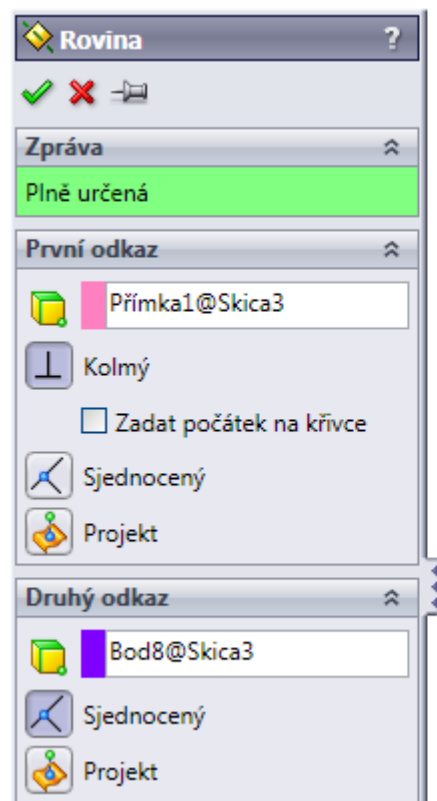 Rovina ?
Zpráva
Plně určená
První odkaz
Přímka1@Skica3
Kolmý
Zadat počátek na křivce
Sjednocený
Projekt
Druhý odkaz
Bod8@Skica3
Sjednocený
Projekt